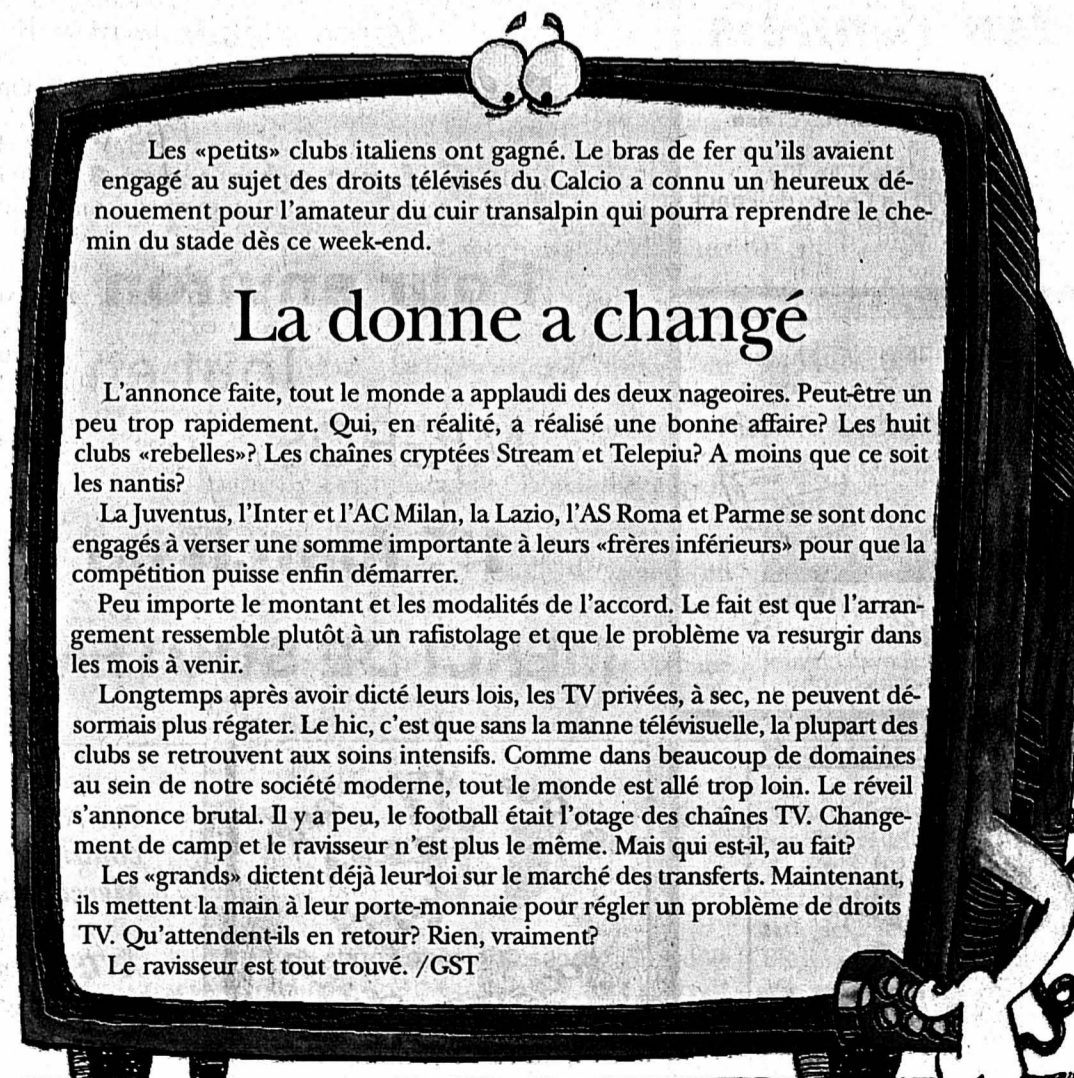 Les «petits» clubs italiens ont gagné. Le bras de fer qu'ils avaient
engagé au sujet des droits télévisés du Calcio a connu un heureux dé-
nouement pour l'amateur du cuir transalpin qui pourra reprendre le che-
min du stade dès ce week-end.
La donne a changé
L'annonce faite, tout le monde a applaudi des deux nageoires. Peut-être un
peu trop rapidement. Qui, en réalité, a réalisé une bonne affaire? Les huit
clubs «rebelles»? Les chaînes cryptées Stream et Telepiu? A moins que ce soit
les nantis?
La Juventus, l'Inter et l'AC Milan, la Lazio, l'AS Roma et Parme se sont donc
engagés à verser une somme importante à leurs «frères inférieurs» pour que la
compétition puisse enfin démarrer.
Peu importe le montant et les modalités de l'accord. Le fait est que l'arran-
gement ressemble plutôt à un rafistolage et que le problème va resurgir dans
les mois à venir.
Longtemps après avoir dicté leurs lois, les TV privées, à sec, ne peuvent dé-
sormais plus régater. Le hic, c'est que sans la manne télévisuelle, la plupart des
clubs se retrouvent aux soins intensifs. Comme dans beaucoup de domaines
au sein de notre société moderne, tout le monde est allé trop loin. Le réveil
s'annonce brutal. Il y a peu, le football était l'otage des chaînes TV. Change-
ment de camp et le ravisseur n'est plus le même. Mais qui est-il, au fait?
Les «grands» dictent déjà leur loi sur le marché des transferts. Maintenant,
ils mettent la main à leur porte-monnaie pour régler un problème de droits
TV. Qu'attendent-ils en retour? Rien, vraiment?
Le ravisseur est tout trouvé. /GST